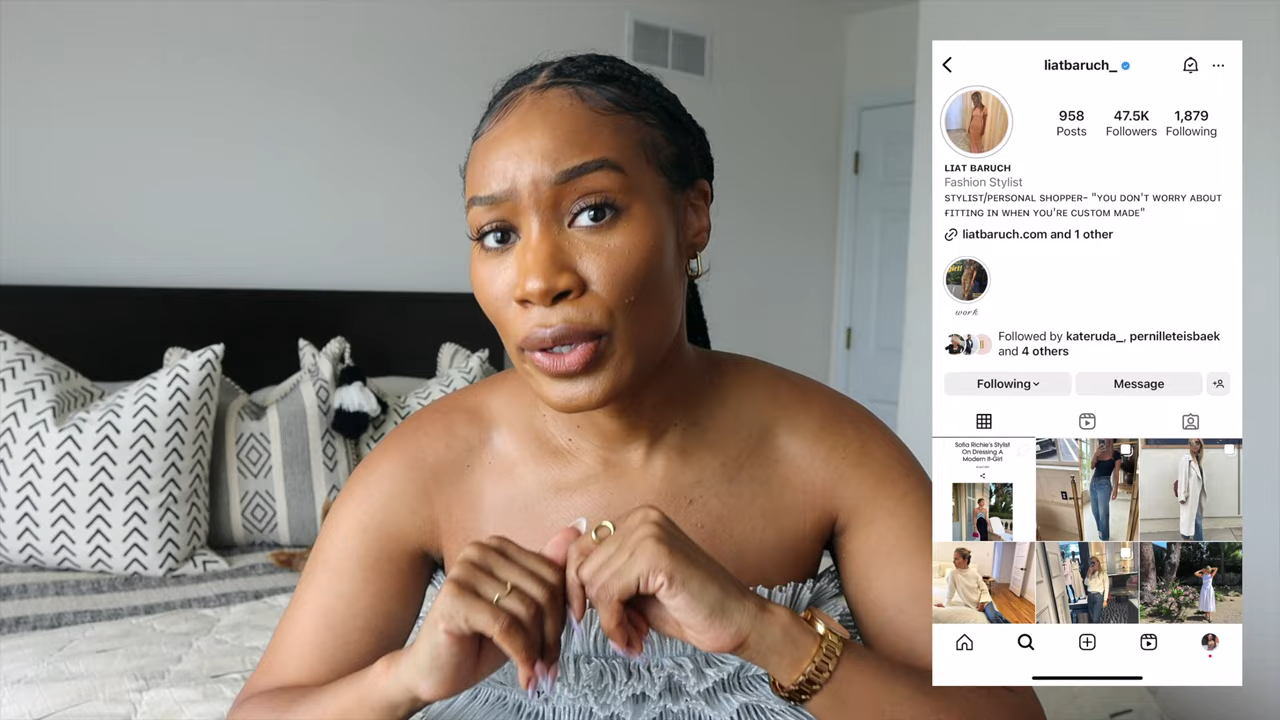 liatbaruch_
958
47.5K
1,879
Posts
Followers
Following
LIAT BARUCH
Fashion Stylist
STYLIST/PERSONAL SHOPPER- "YOU DON'T WORRY ABOUT
FITTING IN WHEN YOU'RE CUSTOM MADE"
liatbaruch.com and 1 other
work
Followed by kateruda_, pernilleteisbaek
and 4 others
Following
Message
Sofia Richie's Stylist
On Dressing A
Modern It-Girl